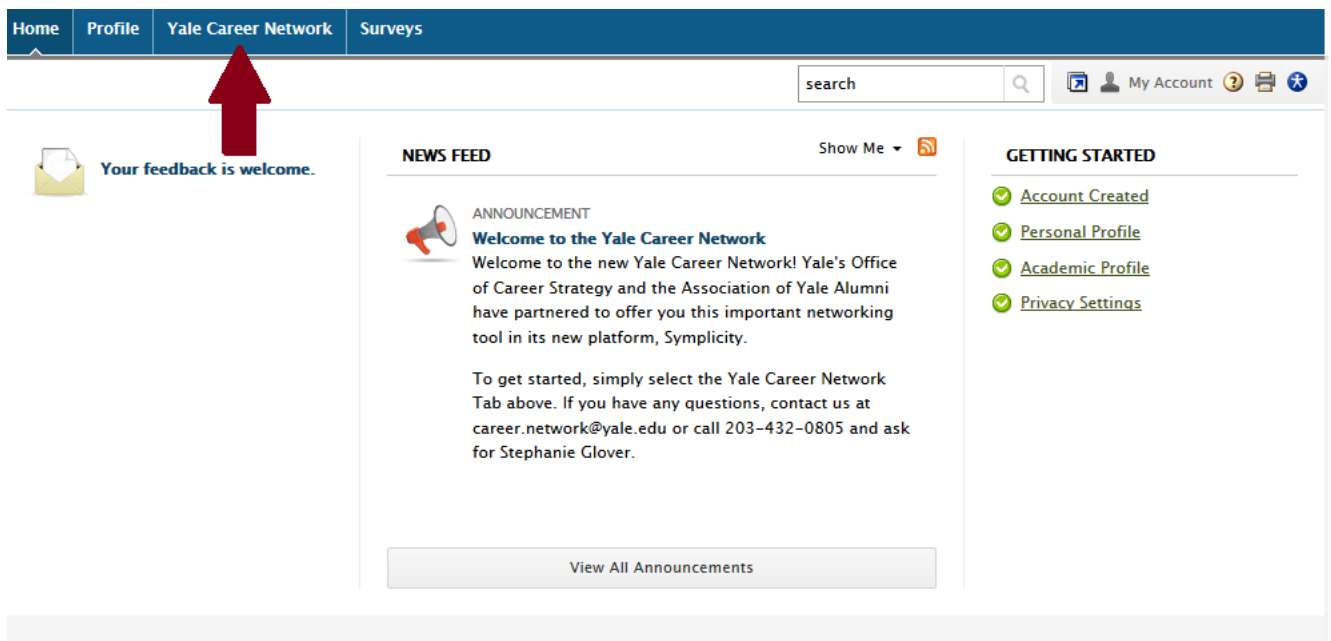 Home Profile Yale Career Network Surveys
search
My Account
Your feedback is welcome.
NEWS FEED
Show Me
ANNOUNCEMENT
Welcome to the Yale Career Network
Welcome to the new Yale Career Network! Yale's Office
of Career Strategy and the Association of Yale Alumni
have partnered to offer you this important networking
tool in its new platform, Symplicity.
To get started, simply select the Yale Career Network
Tab above. If you have any questions, contact us at
career.network@yale.edu or call 203-432-0805 and ask
for Stephanie Glover.
View All Announcements
GETTING STARTED
Account Created
Personal Profile
Academic Profile
Privacy Settings